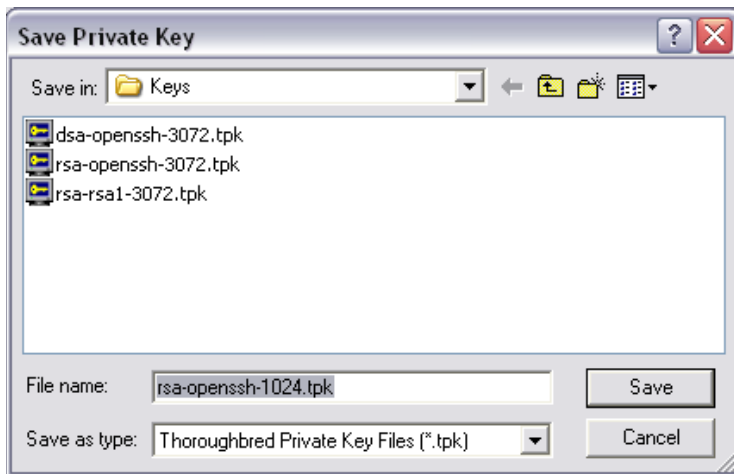 Save Private Key
Save in: Keys
dsa-openssh-3072.tpk
rsa-openssh-3072.tpk
rsa-rsa1-3072.tpk
File name: rsa-openssh-1024.tpk Save
Save as type: Thoroughbred Private Key Files (*.tpk) Cancel